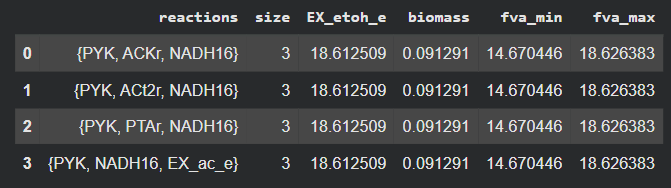 reactions size EX_etoh_e biomass fva_min fva_max
0 {PYK, ACKr, NADH16} 3 18.612509 0.091291 14.670446 18.626383
1 {PYK, ACt2r, NADH16} 3 18.612509 0.091291 14.670446 18.626383
2 {PYK, PTAr, NADH16} 3 18.612509 0.091291 14.670446 18.626383
3 {PYK, NADH16, EX_ac_e} 3 18.612509 0.091291 14.670446 18.626383